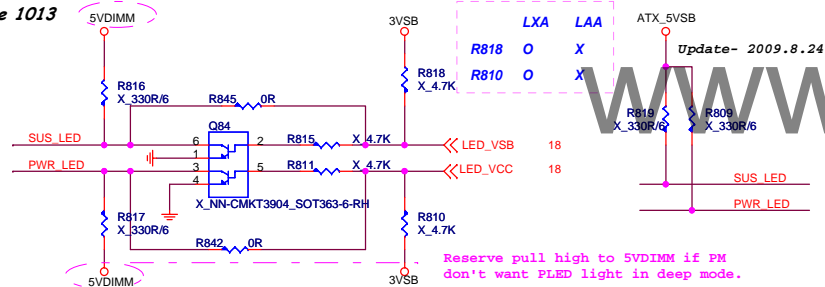 e 1013
5VDIMM
3VSB
LXA LAA
R818 O X
R810 O X
ATX_5VSB
Update- 2009.8.24
WWW
R816
X_330R/6
R845 0R
R818
X_4.7K
R819
X_330R/6
R809
X_330R/6
SUS_LED
6
Q84
2
R815
X_4.7K
LED_VSB 18
1
PWR_LED
3
5
R811
X_4.7K
LED_VCC 18
4
SUS_LED
X_NN-CMKT3904_SOT363-6-RH
PWR_LED
R817
X_330R/6
R810
X_4.7K
R842 0R
5VDIMM
3VSB
Reserve pull high to 5VDIMM if PM
don't want PLED light in deep mode.